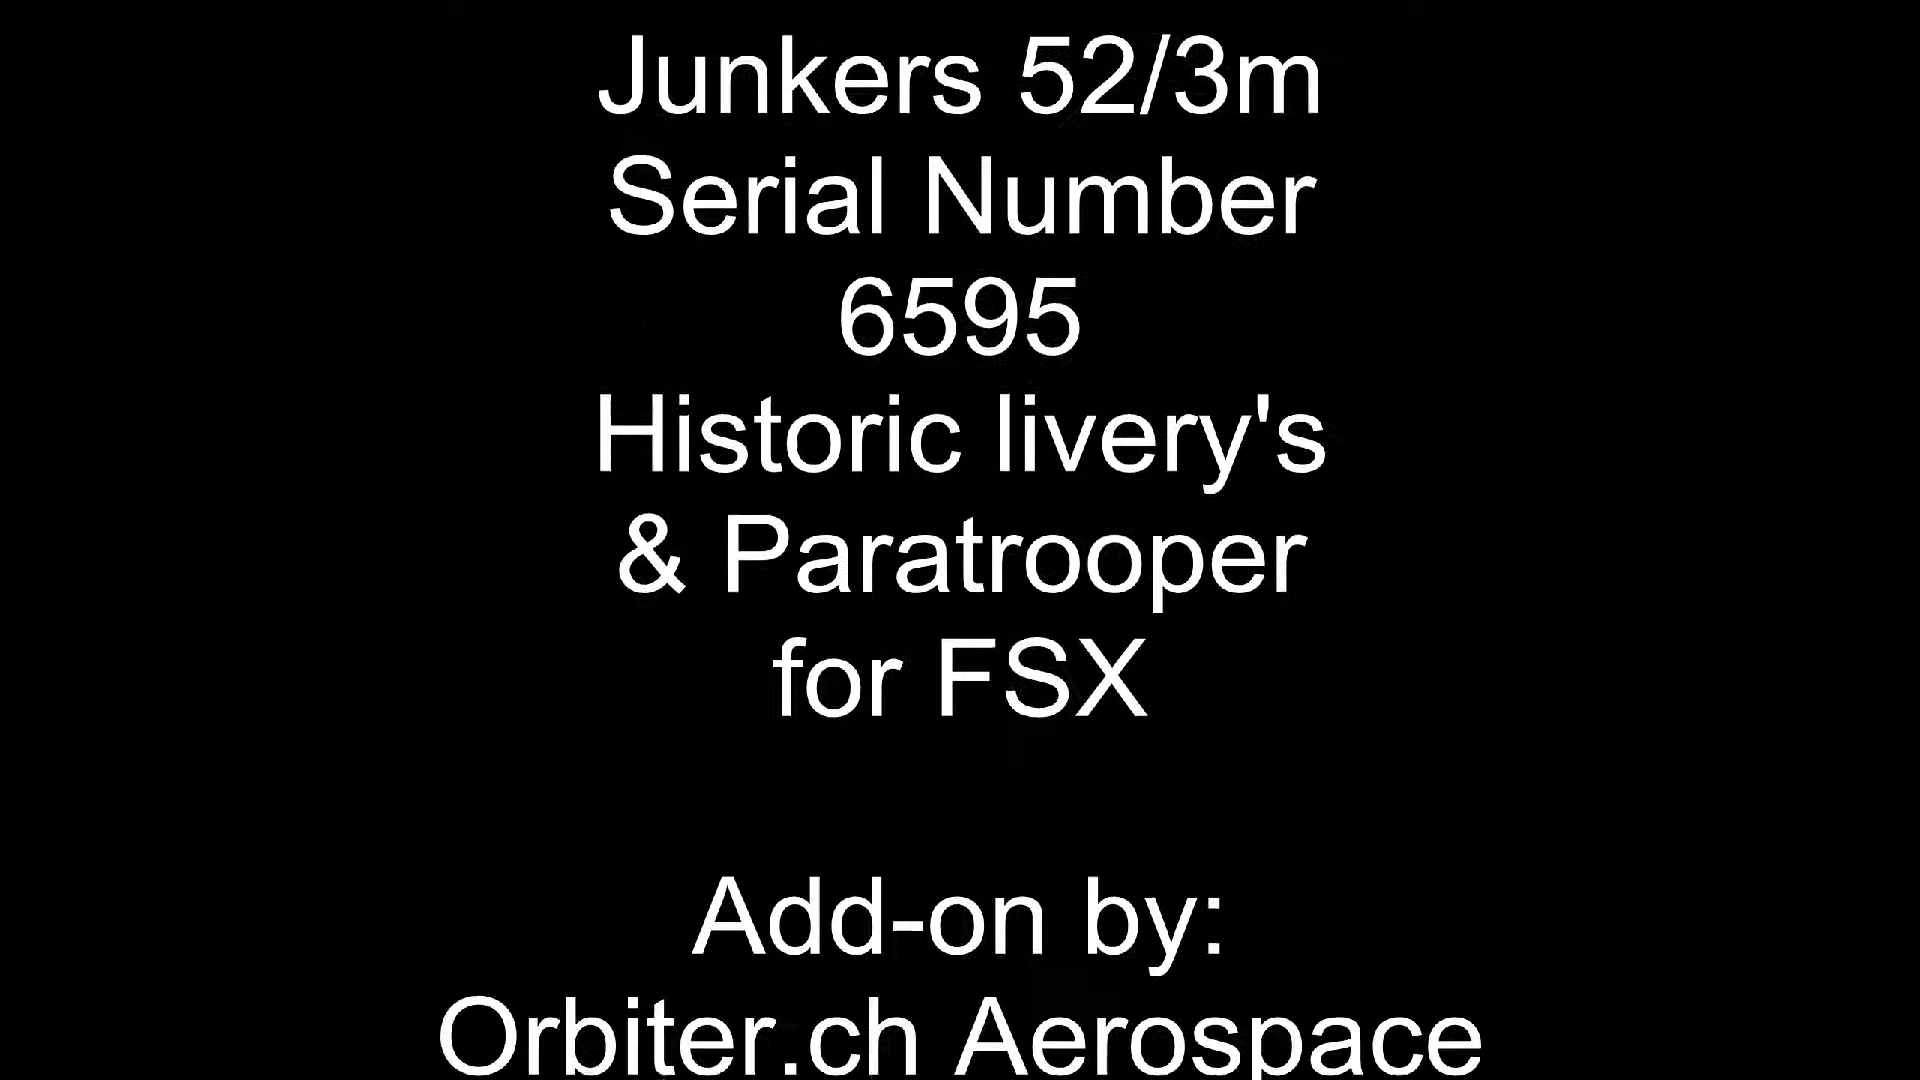 Junkers 52/3m
Serial Number
6595
Historic livery's
& Paratrooper
for FSX
Add-on by:
Orbiter.ch Aerospace